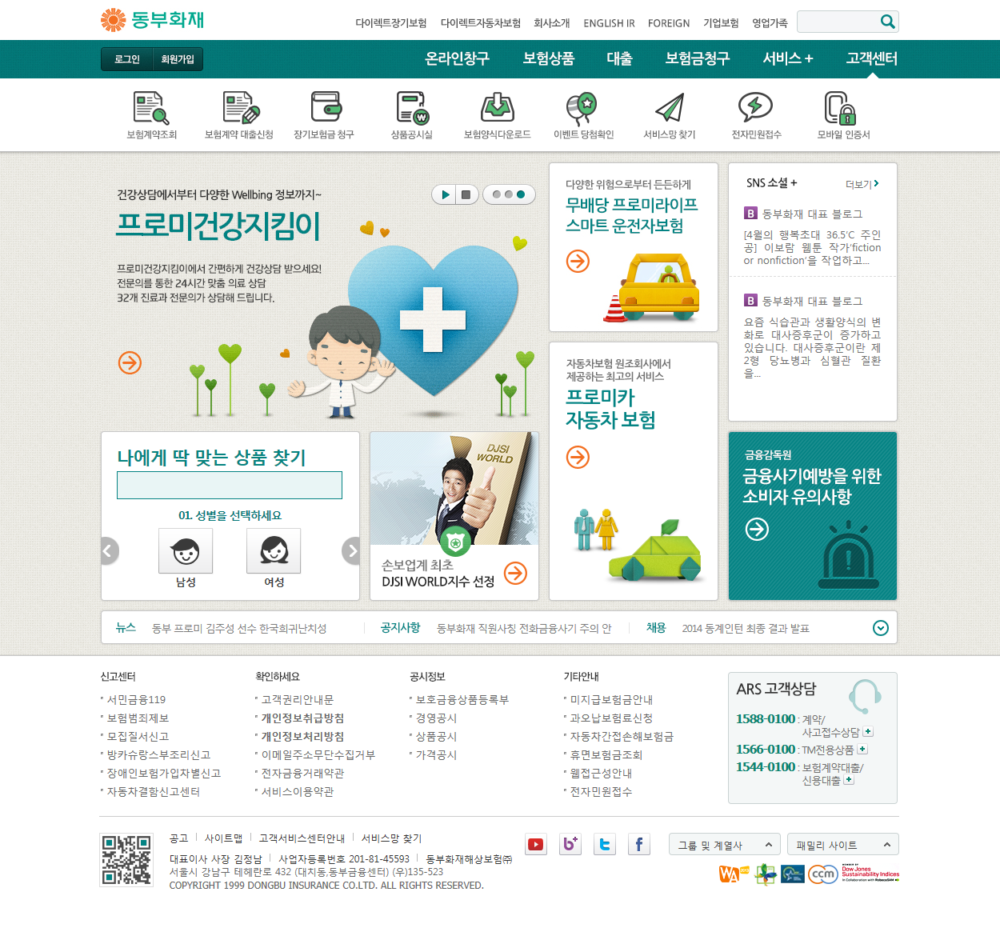 동부화재
다이렉트장기보험 다이렉트자동차보험 회사소개 ENGLISH IR FOREIGN 기업보험 영업가족
로그인 회원가입
온라인창구 보험상품 대출 보험금청구 서비스 + 고객센터
보험계약조회 보험계약 대출신청 장기보험금 청구 상품공시실 보험양식다운로드 이벤트 당첨확인 서비스망 찾기 전자민원접수 모바일 인증서
건강상담에서부터 다양한 Wellbing 정보까지~
프로미건강지킴이
프로미건강지킴이에서 간편하게 건강상담 받으세요!
전문의를 통한 24시간 맞춤 의료 상담
32개 진료과 전문의가 상담해 드립니다.
다양한 위험으로부터 든든하게
무배당 프로미라이프
스마트 운전자보험
SNS 소셜 +
더보기
B 동부화재 대표 블로그
[4월의 행복초대 36.5'C 주인
공] 이보람 웹툰 작가'fiction
or nonfiction'을 작업하고...
B 동부화재 대표 블로그
요즘 식습관과 생활양식의 변
화로 대사증후군이 증가하고
있습니다. 대사증후군이란 제
2형 당뇨병과 심혈관 질환
을...
자동차보험 원조회사에서
제공하는 최고의 서비스
프로미카
자동차 보험
나에게 딱 맞는 상품 찾기
01. 성별을 선택하세요
남성 여성
DJSI
WORLD
손보업계 최초
DJSI WORLD지수 선정
금융감독원
금융사기예방을 위한
소비자 유의사항
뉴스 동부 프로미 김주성 선수 한국희귀난치성
공지사항 동부화재 직원사칭 전화금융사기 주의 안
채용 2014 동계인턴 최종 결과 발표
신고센터
서민금융119
보험범죄제보
모집질서신고
방카슈랑스부조리신고
장애인보험가입차별신고
자동차결함신고센터
확인하세요
고객권리안내문
개인정보취급방침
개인정보처리방침
이메일주소무단수집거부
전자금융거래약관
서비스이용약관
공시정보
보호금융상품등록부
경영공시
상품공시
가격공시
기타안내
미지급보험금안내
과오납보험료신청
자동차간접손해보험금
휴면보험금조회
웹접근성안내
전자민원접수
ARS 고객상담
1588-0100 : 계약/
사고접수상담
1566-0100 : TM전용상품
1544-0100 : 보험계약대출/
신용대출
공고 사이트맵 고객서비스센터안내 서비스망 찾기
대표이사 사장 김정남 사업자등록번호 201-81-45593 동부화재해상보험㈜
서울시 강남구 테헤란로 432 (대치동,동부금융센터) (우)135-523
COPYRIGHT 1999 DONGBU INSURANCE CO.LTD. ALL RIGHTS RESERVED.
그룹 및 계열사
패밀리 사이트
WA
ccm
Dow Jones
Sustainability Indices
In Collaboration with RobecoSAM